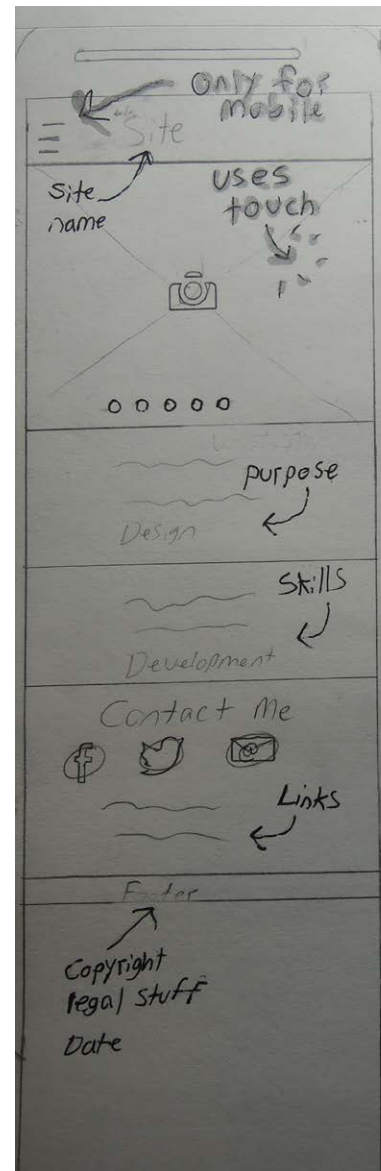 only for
mobile
Site
Site
name
uses
touch
purpose
Design
Skills
Development
Contact Me
f
@
Links
Footer
Copyright
legal stuff
Date